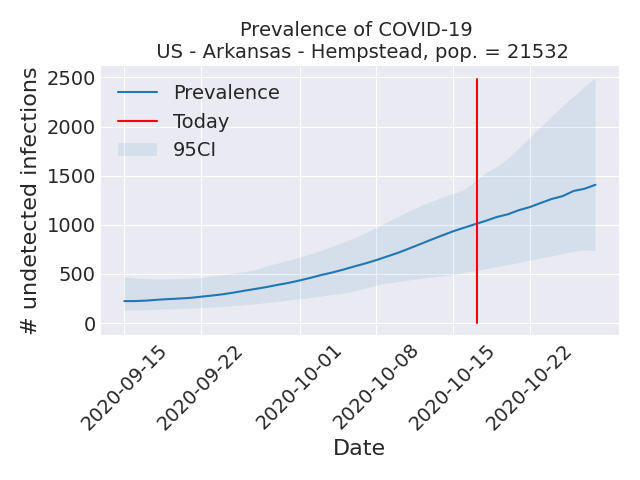 Prevalence of COVID-19
US - Arkansas - Hempstead, pop. = 21532
# undetected infections
2500
2000
1500
1000
500
0
Prevalence
Today
95CI
2020-09-15
2020-09-22
2020-10-01
2020-10-08
2020-10-15
2020-10-22
Date